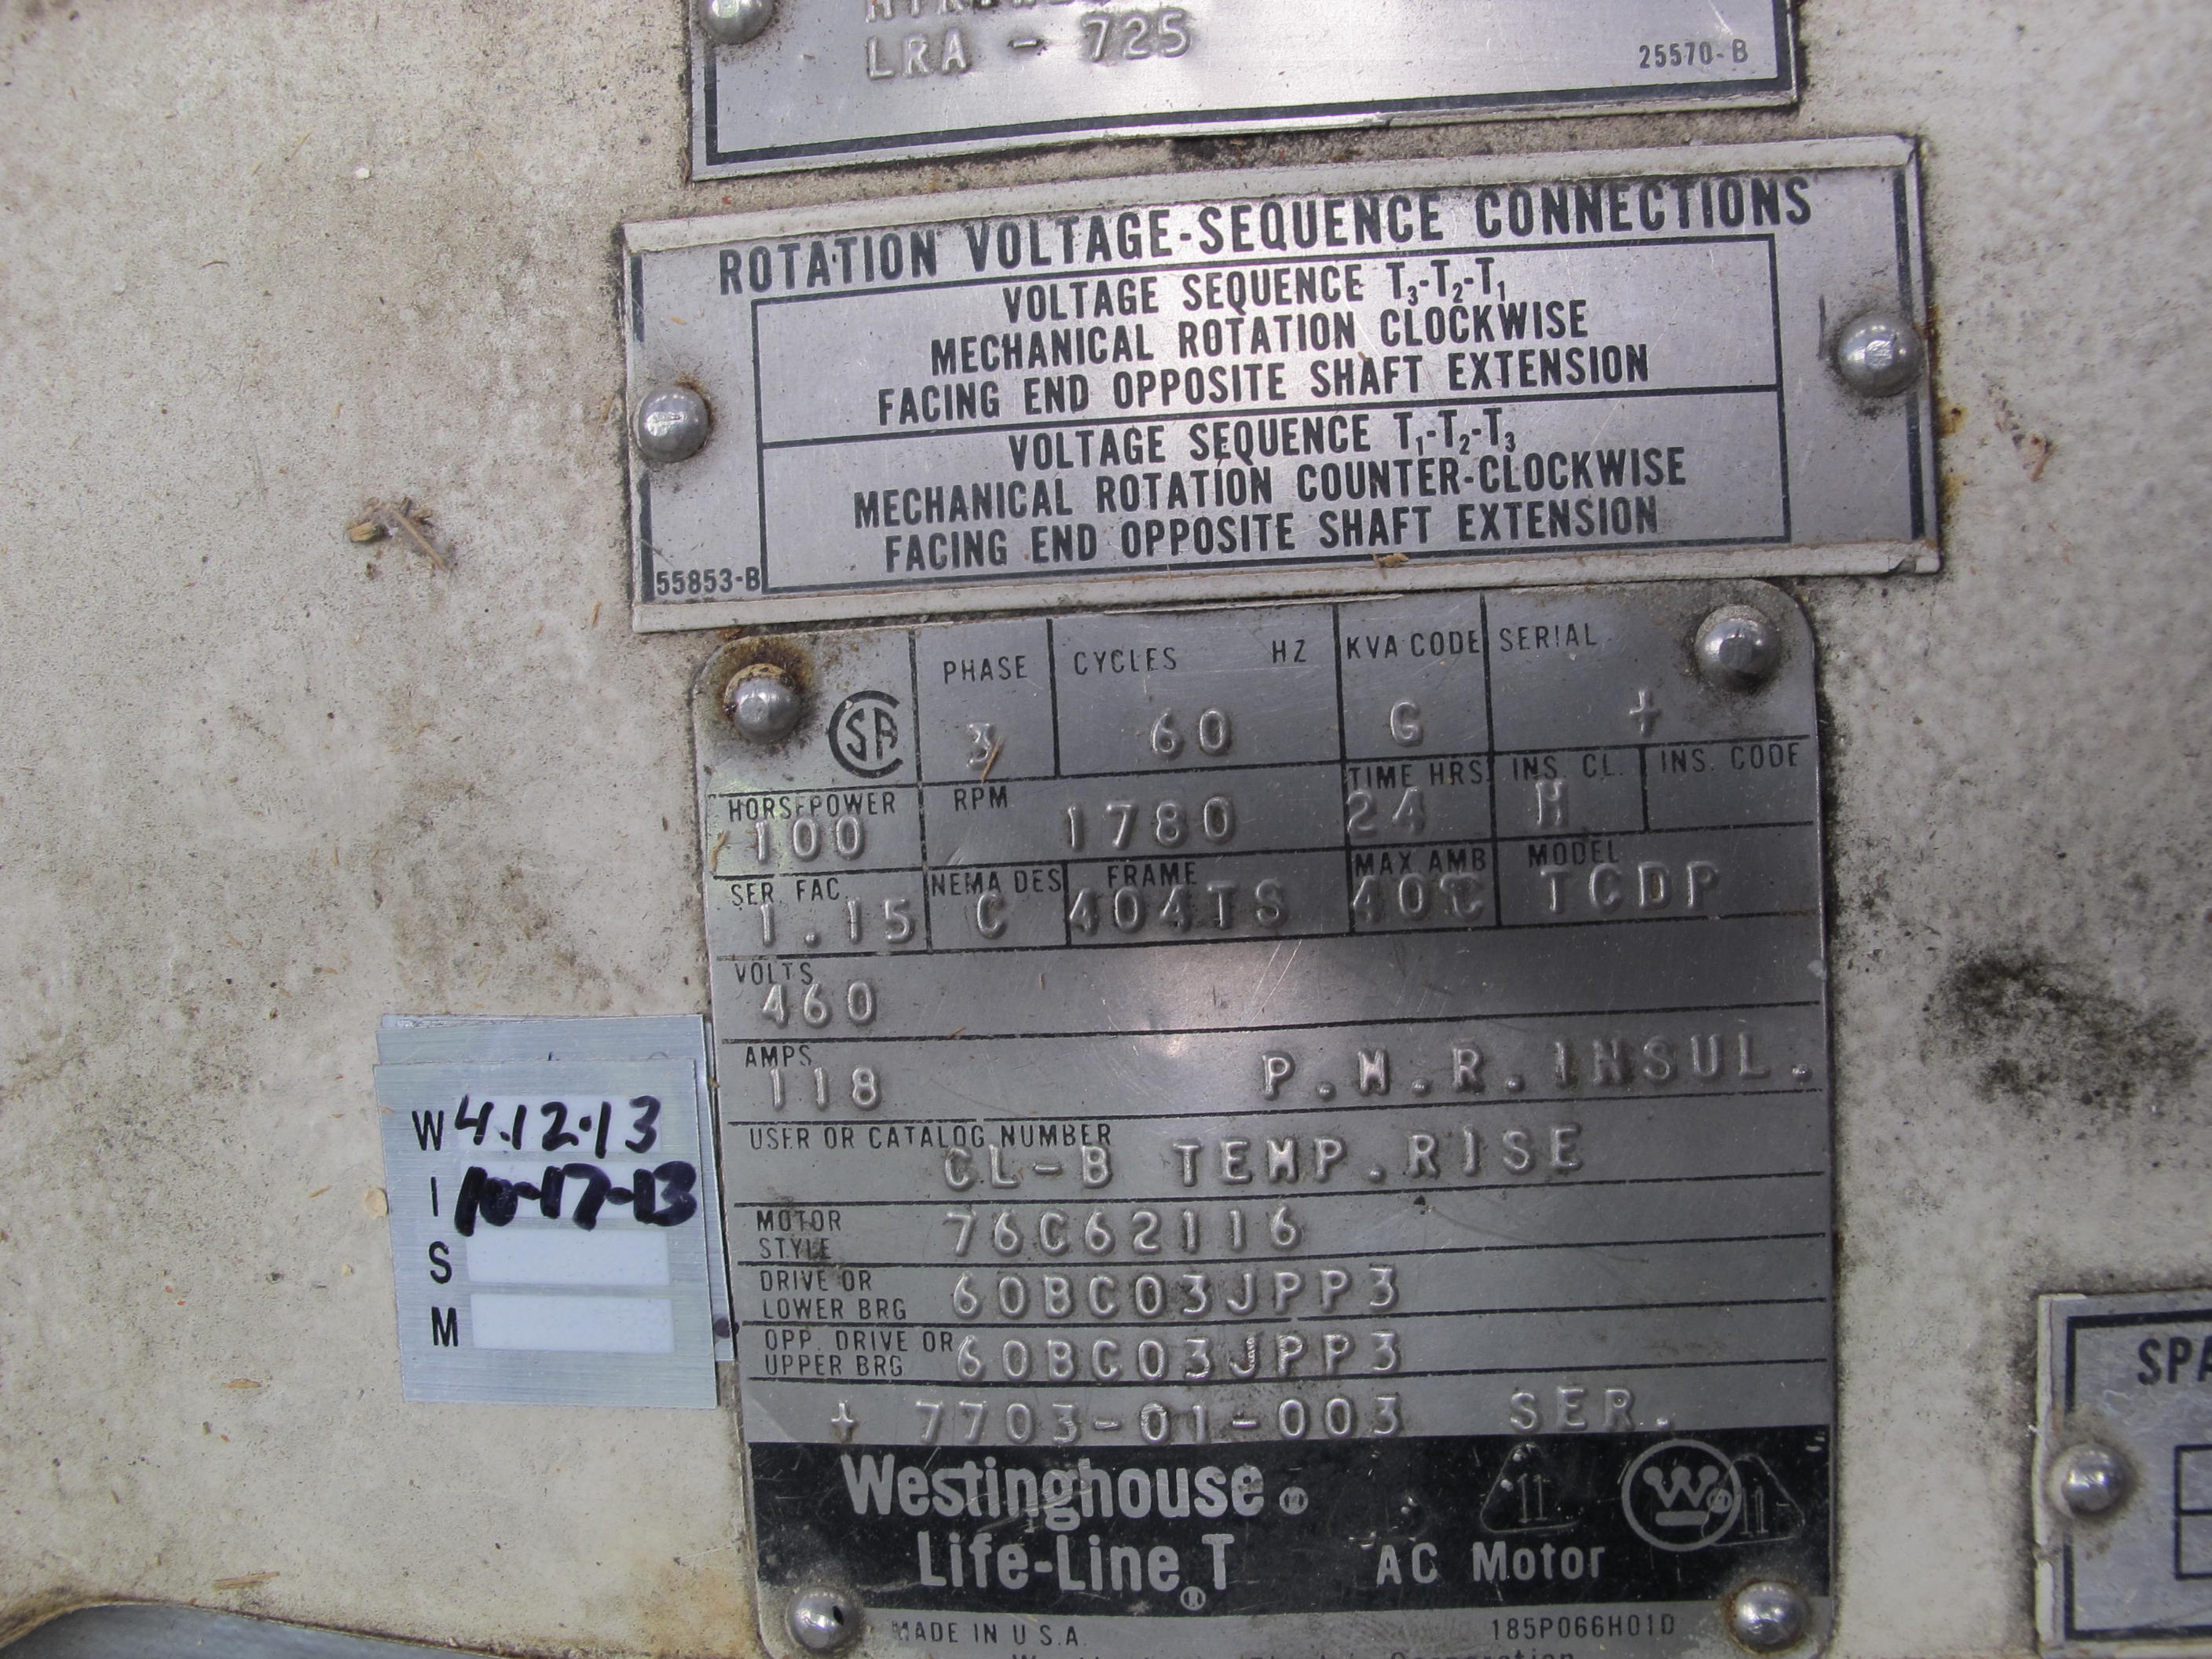 LRA - 725
25570-B
ROTATION VOLTAGE-SEQUENCE CONNECTIONS
VOLTAGE SEQUENCE T3-T2-T1
MECHANICAL ROTATION CLOCKWISE
FACING END OPPOSITE SHAFT EXTENSION
VOLTAGE SEQUENCE T1-T2-T3
MECHANICAL ROTATION COUNTER-CLOCKWISE
FACING END OPPOSITE SHAFT EXTENSION
55853-B
PHASE CYCLES HZ KVA CODE SERIAL
SA 3 60 G +
HORSEPOWER RPM TIME HRS. INS. CL. INS. CODE
100 1780 24 H
SER. FAC. NEMA DES FRAME MAX AMB MODEL
1.15 C 404TS 40°C TCDP
VOLTS
460
AMPS
118 P.M.R.INSUL.
USER OR CATALOG NUMBER
CL-B TEMP.RISE
MOTOR STYLE 76C62116
DRIVE OR LOWER BRG 60BC03JPP3
OPP. DRIVE OR UPPER BRG 60BC03JPP3
+ 7703-01-003 SER.
Westinghouse ®
Life-Line ® T AC Motor
11 W ® 11
MADE IN U.S.A. 185P066H01D
W 4.12.13
I 10-17-13
S
M
SPA